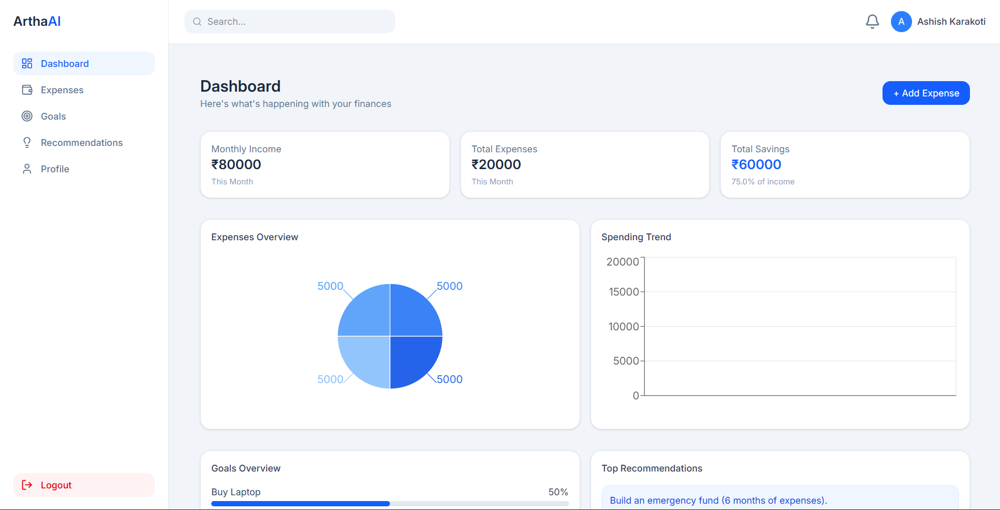 ArthaAI
Search...
A
Ashish Karakoti
Dashboard
Expenses
Goals
Recommendations
Profile
Logout
Dashboard
Here's what's happening with your finances
+ Add Expense
Monthly Income
₹80000
This Month
Total Expenses
₹20000
This Month
Total Savings
₹60000
75.0% of income
Expenses Overview
5000
5000
5000
5000
Spending Trend
20000
15000
10000
5000
0
Goals Overview
Buy Laptop
50%
Top Recommendations
Build an emergency fund (6 months of expenses).